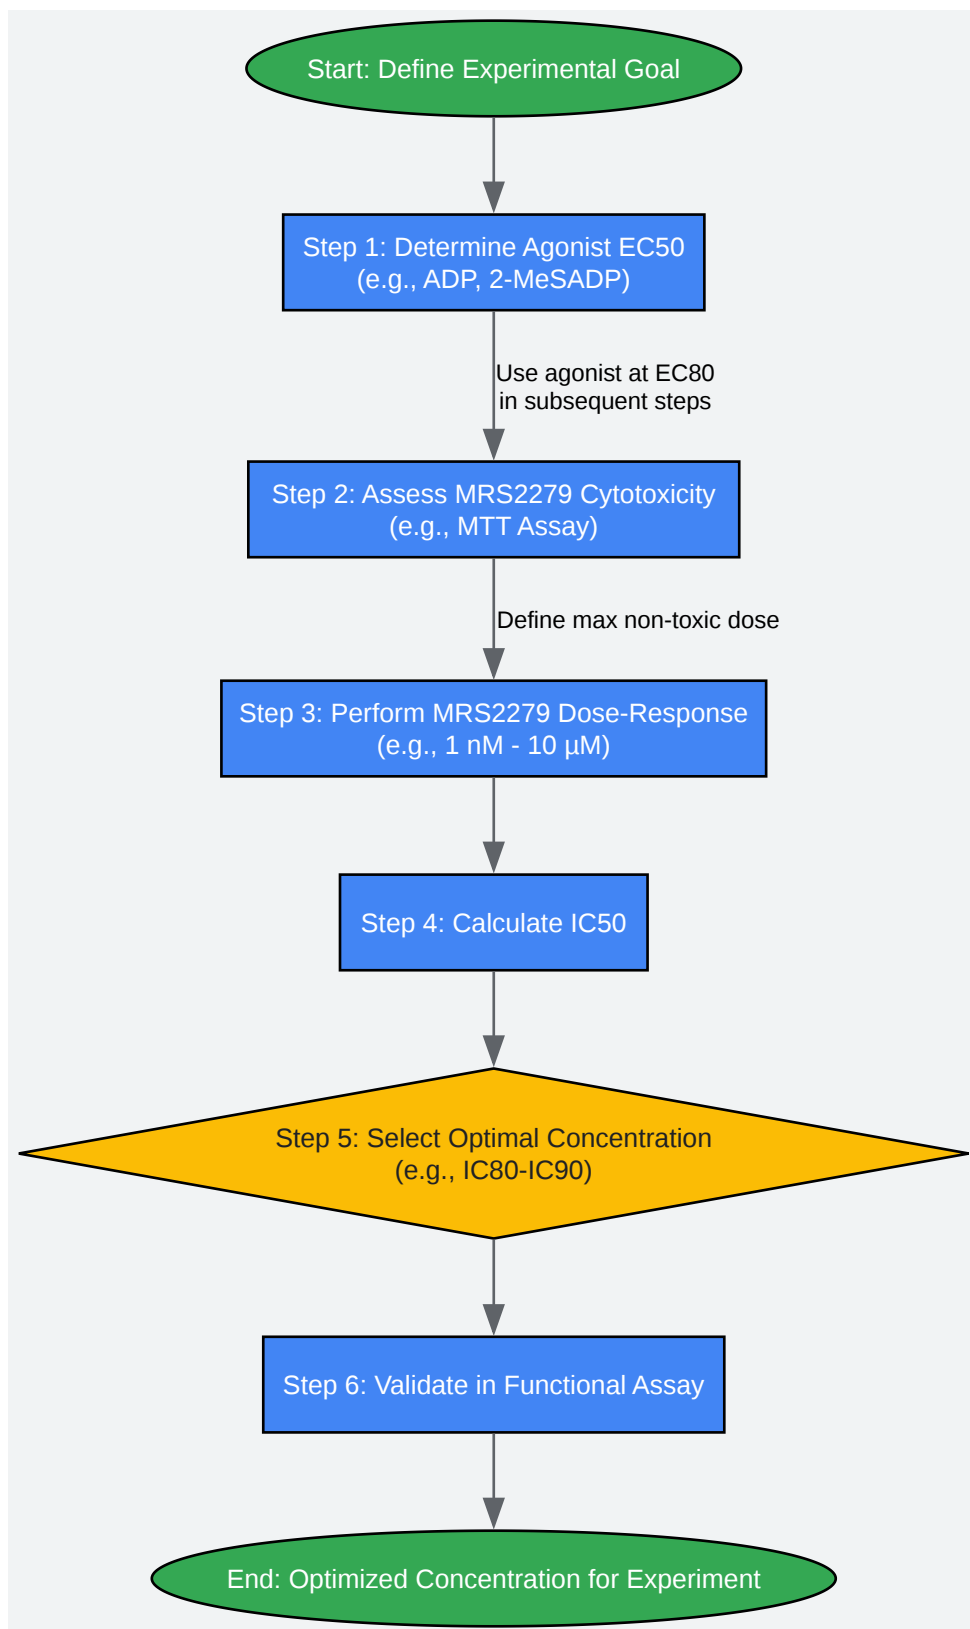 Start: Define Experimental Goal
Step 1: Determine Agonist EC50
(e.g., ADP, 2-MeSADP)
Use agonist at EC80
in subsequent steps
Step 2: Assess MRS2279 Cytotoxicity
(e.g., MTT Assay)
Define max non-toxic dose
Step 3: Perform MRS2279 Dose-Response
(e.g., 1 nM - 10 µM)
Step 4: Calculate IC50
Step 5: Select Optimal Concentration
(e.g., IC80-IC90)
Step 6: Validate in Functional Assay
End: Optimized Concentration for Experiment